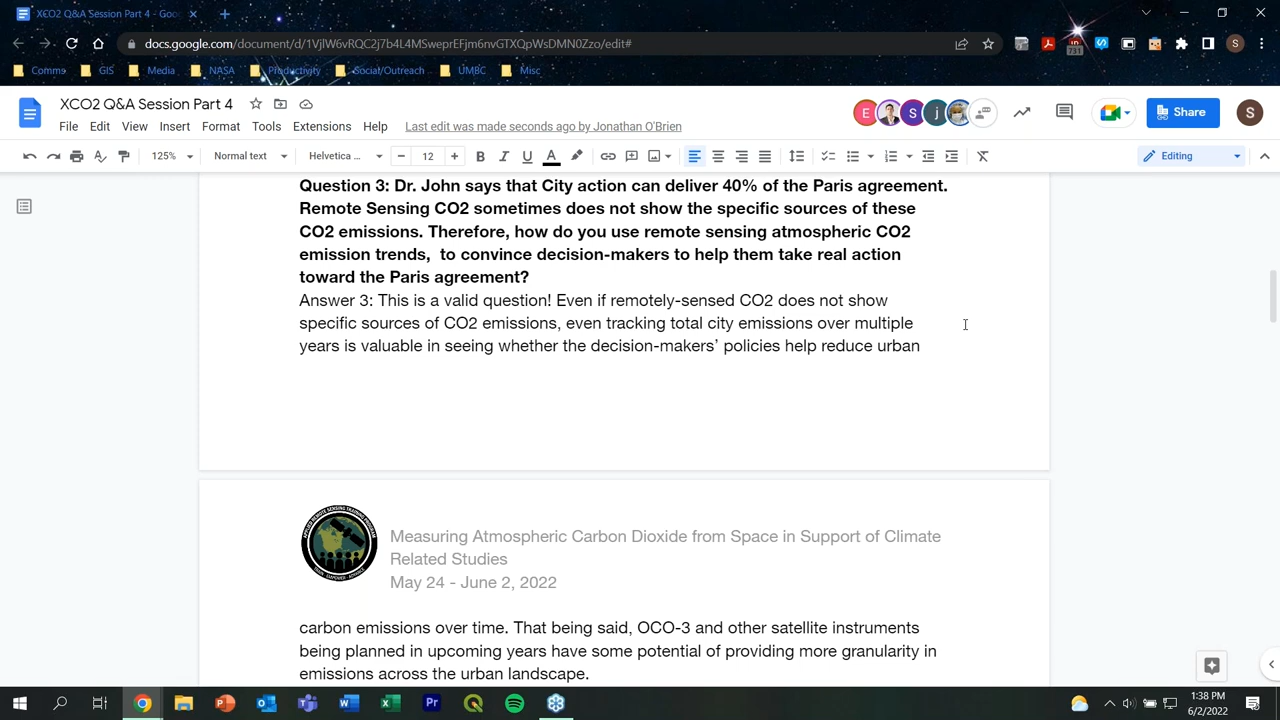 XCO2 Q&A Session Part 4 - Goo
docs.google.com/document/d/1VjlW6vRQC2j7b4L4MSweprEFjm6nvGTXQpWsDMN0Zzo/edit#
731
S
Comms GIS Media NASA Productivity Social/Outreach UMBC Misc
XCO2 Q&A Session Part 4
E S j Share S
File Edit View Insert Format Tools Extensions Help Last edit was made seconds ago by Jonathan O'Brien
125% Normal text Helvetica ... − 12 + B I U A Editing
Question 3: Dr. John says that City action can deliver 40% of the Paris agreement.
Remote Sensing CO2 sometimes does not show the specific sources of these
CO2 emissions. Therefore, how do you use remote sensing atmospheric CO2
emission trends,  to convince decision-makers to help them take real action
toward the Paris agreement?
Answer 3: This is a valid question! Even if remotely-sensed CO2 does not show
specific sources of CO2 emissions, even tracking total city emissions over multiple
years is valuable in seeing whether the decision-makers’ policies help reduce urban
Measuring Atmospheric Carbon Dioxide from Space in Support of Climate
Related Studies
May 24 - June 2, 2022
carbon emissions over time. That being said, OCO-3 and other satellite instruments
being planned in upcoming years have some potential of providing more granularity in
emissions across the urban landscape.
1:38 PM
6/2/2022